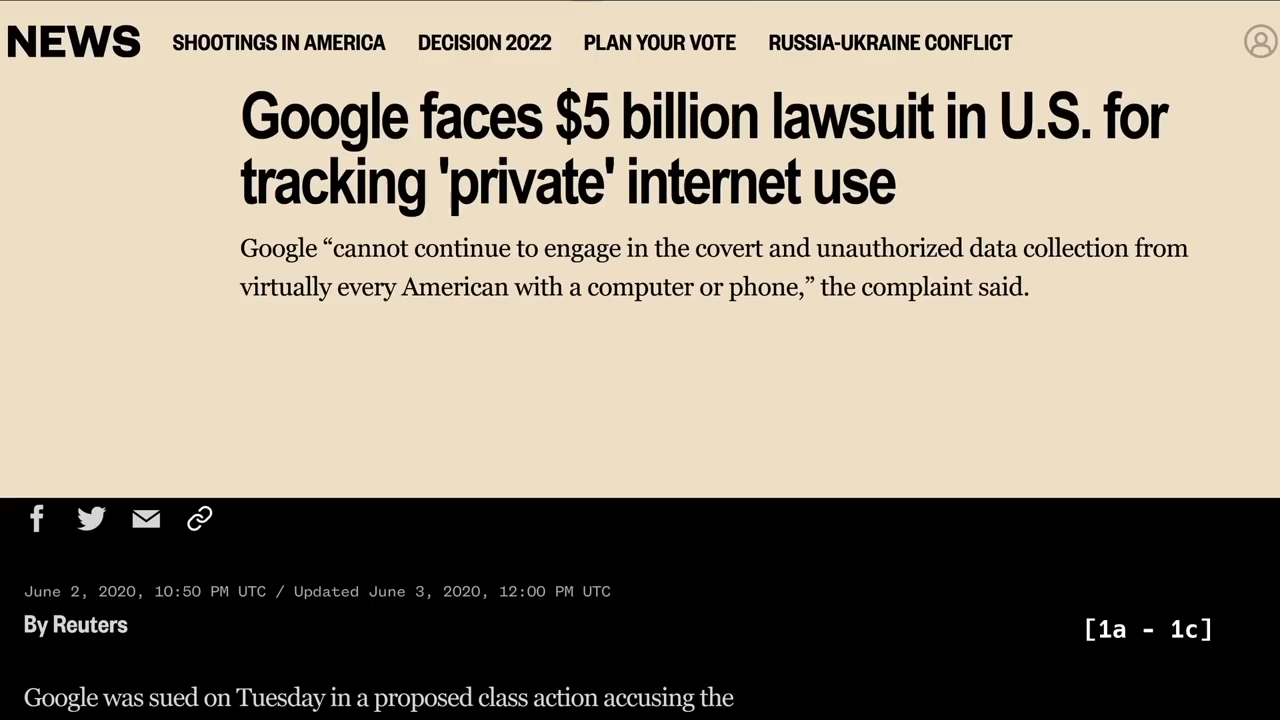 NEWS SHOOTINGS IN AMERICA DECISION 2022 PLAN YOUR VOTE RUSSIA-UKRAINE CONFLICT
Google faces $5 billion lawsuit in U.S. for
tracking 'private' internet use
Google “cannot continue to engage in the covert and unauthorized data collection from
virtually every American with a computer or phone,” the complaint said.
June 2, 2020, 10:50 PM UTC / Updated June 3, 2020, 12:00 PM UTC
By Reuters
[1a - 1c]
Google was sued on Tuesday in a proposed class action accusing the